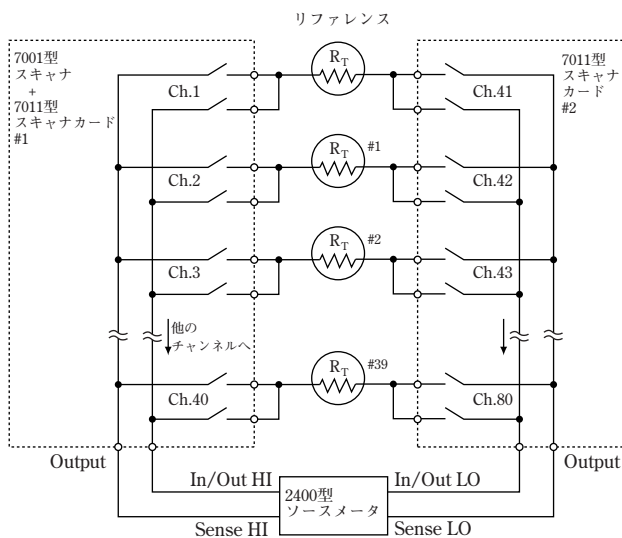 リファレンス
7001型
スキャナ
+
7011型
スキャナカード
#1
7011型
スキャナ
カード
#2
RT
Ch.1
Ch.41
RT
#1
Ch.2
Ch.42
RT
#2
Ch.3
Ch.43
他の
チャンネルへ
RT
#39
Ch.40
Ch.80
Output
Output
In/Out HI
In/Out LO
2400型
ソースメータ
Sense HI
Sense LO